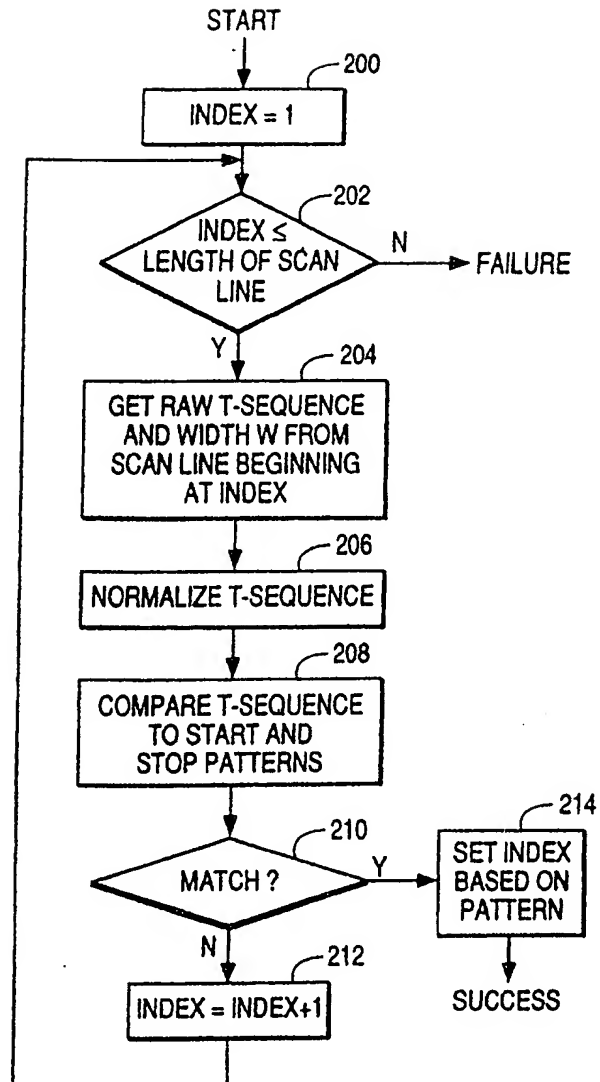 START
200
INDEX = 1
202
INDEX ≤
LENGTH OF SCAN
LINE
N
FAILURE
Y
204
GET RAW T-SEQUENCE
AND WIDTH W FROM
SCAN LINE BEGINNING
AT INDEX
206
NORMALIZE T-SEQUENCE
208
COMPARE T-SEQUENCE
TO START AND
STOP PATTERNS
210
MATCH ?
Y
214
SET INDEX
BASED ON
PATTERN
SUCCESS
N
212
INDEX = INDEX+1